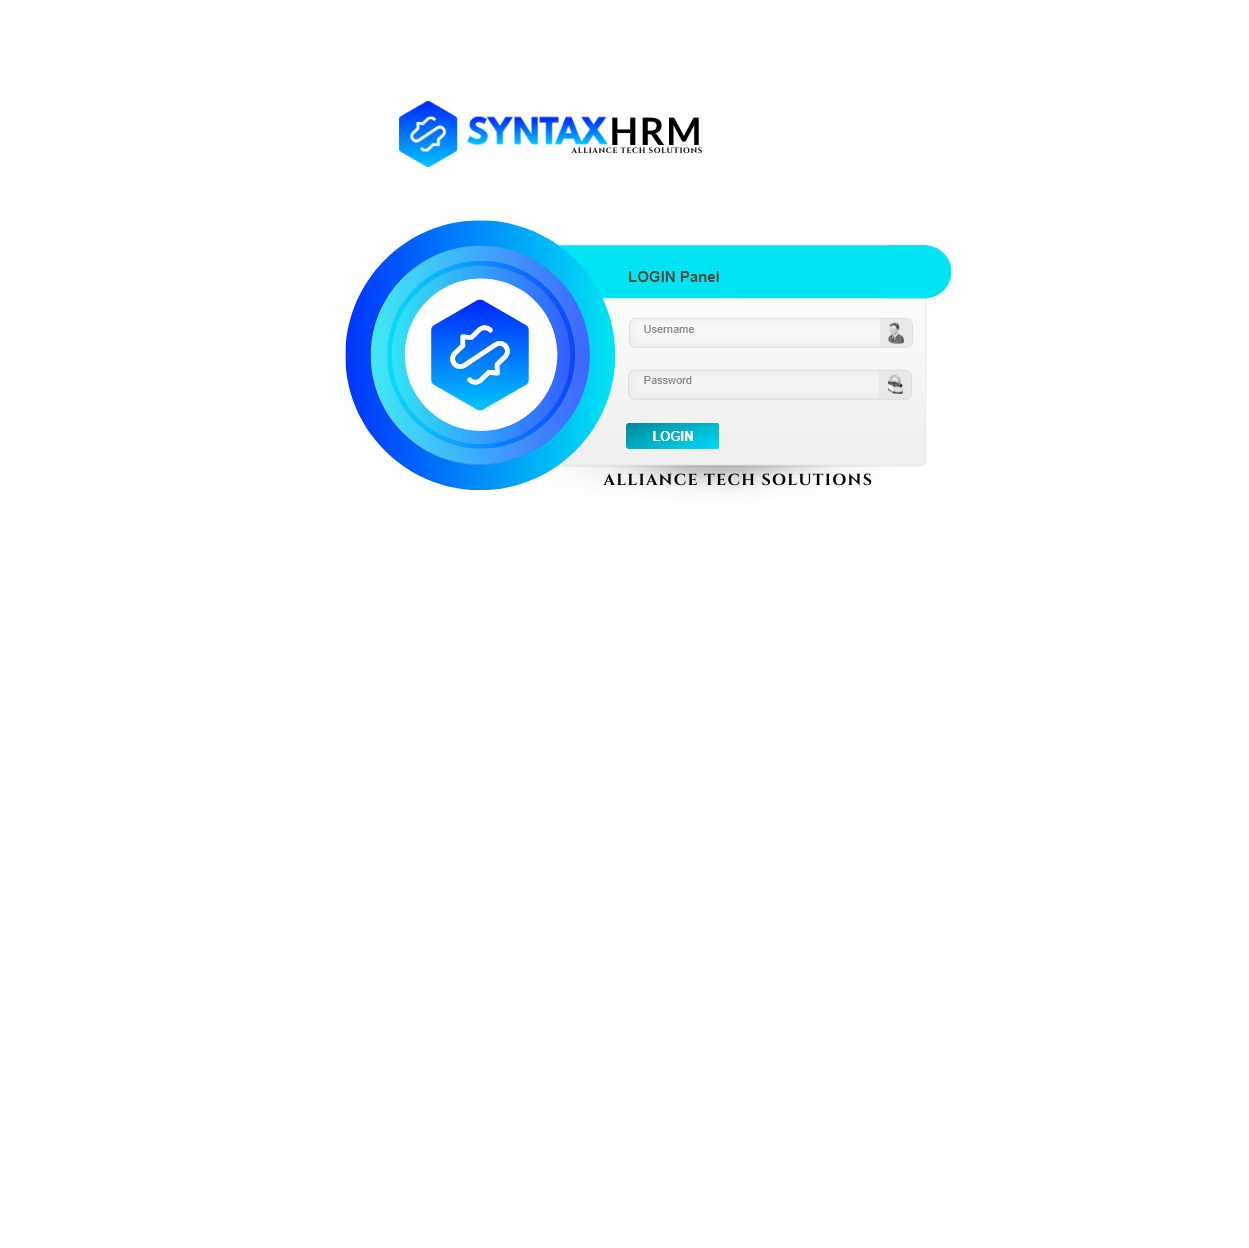 SYNTAXHRM
ALLIANCE TECH SOLUTIONS
LOGIN Panel
Username
Password
LOGIN
ALLIANCE TECH SOLUTIONS